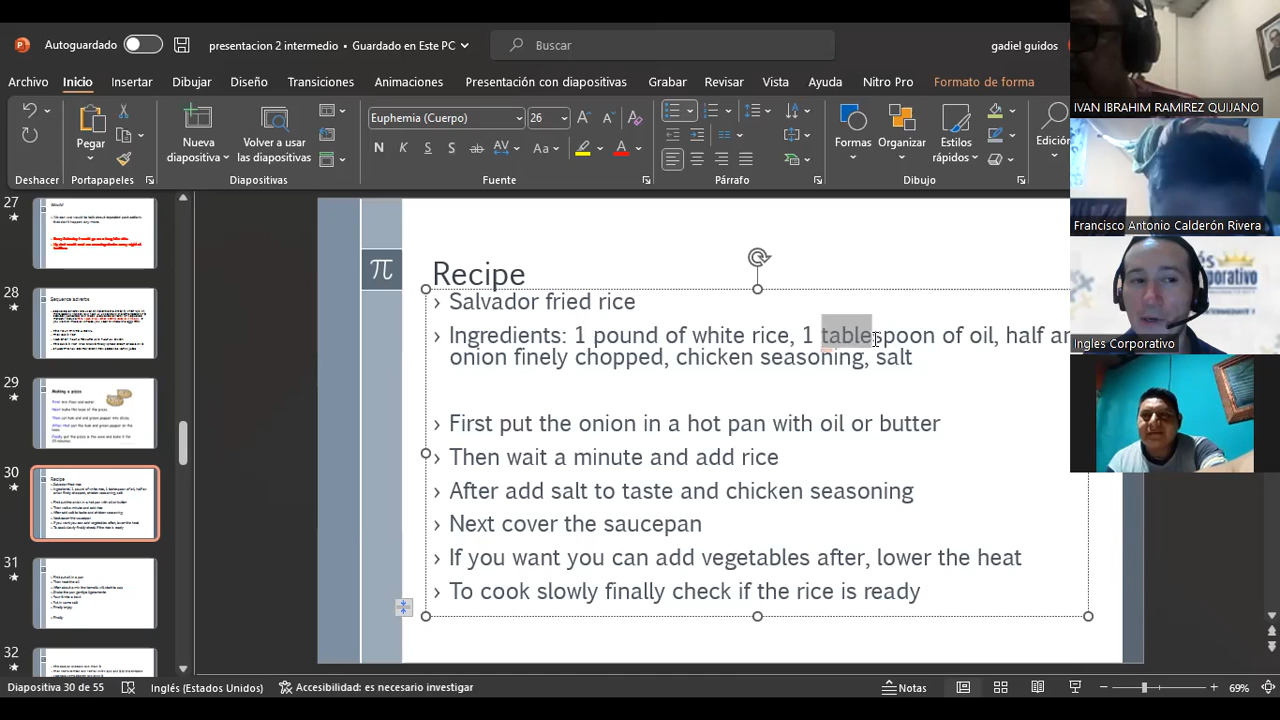 Autoguardado
presentacion 2 intermedio • Guardado en Este PC
Buscar
gadiel guidos
Archivo Inicio Insertar Dibujar Diseño Transiciones Animaciones Presentación con diapositivas Grabar Revisar Vista Ayuda Nitro Pro Formato de forma
Pegar
Nueva diapositiva
Volver a usar las diapositivas
Euphemia (Cuerpo) 26
N K S S ab AV Aa A
Formas Organizar Estilos rápidos Edición
Deshacer Portapapeles Diapositivas Fuente Párrafo Dibujo
IVAN IBRAHIM RAMIREZ QUIJANO
Francisco Antonio Calderón Rivera
Ingles Corporativo
27
28
Sequence adverbs
29
Making a pizza
30
Recipe
31
32
π
Recipe
› Salvador fried rice
› Ingredients: 1 pound of white rice, 1 tablespoon of oil, half an
onion finely chopped, chicken seasoning, salt
› First put the onion in a hot pan with oil or butter
› Then wait a minute and add rice
› After add salt to taste and chicken seasoning
› Next cover the saucepan
› If you want you can add vegetables after, lower the heat
› To cook slowly finally check if the rice is ready
Diapositiva 30 de 55 Inglés (Estados Unidos) Accesibilidad: es necesario investigar Notas 69%